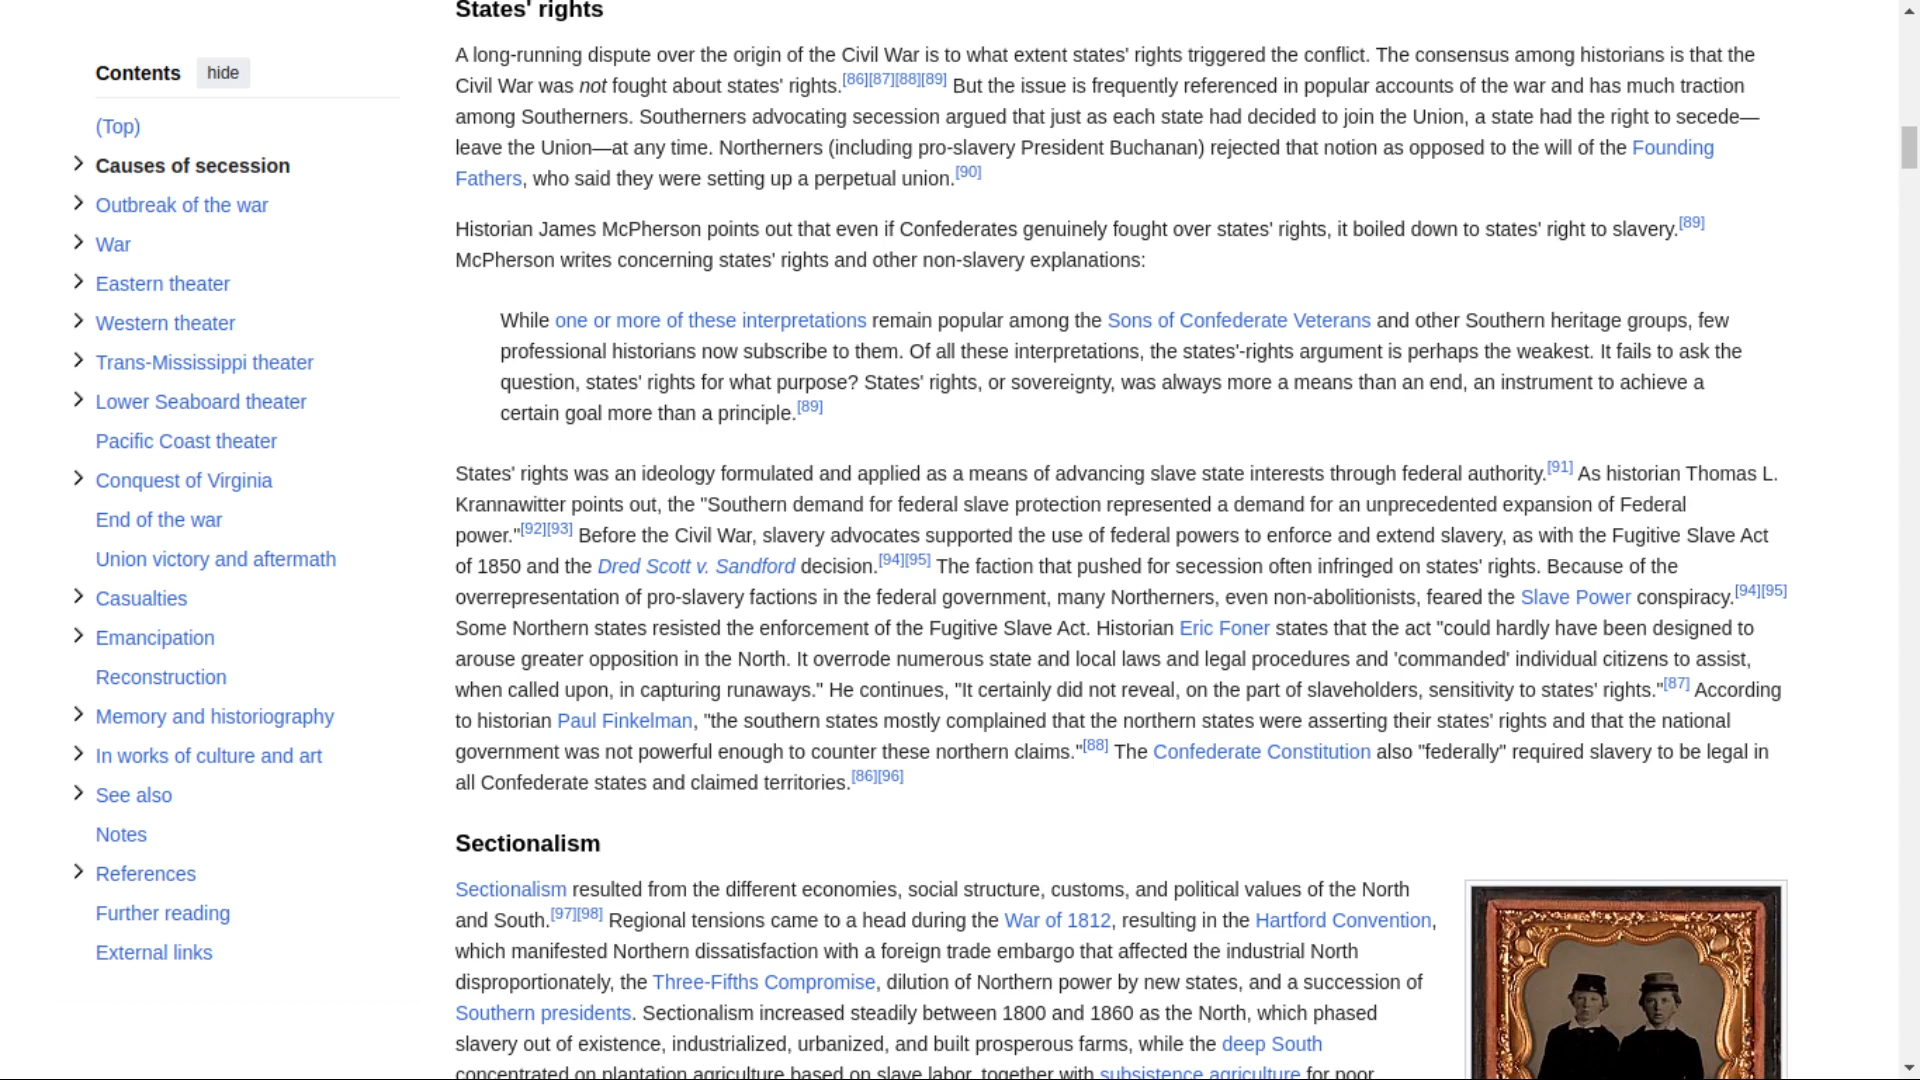 States' rights
Contents hide
(Top)
Causes of secession
Outbreak of the war
War
Eastern theater
Western theater
Trans-Mississippi theater
Lower Seaboard theater
Pacific Coast theater
Conquest of Virginia
End of the war
Union victory and aftermath
Casualties
Emancipation
Reconstruction
Memory and historiography
In works of culture and art
See also
Notes
References
Further reading
External links
A long-running dispute over the origin of the Civil War is to what extent states' rights triggered the conflict. The consensus among historians is that the
Civil War was not fought about states' rights.[86][87][88][89] But the issue is frequently referenced in popular accounts of the war and has much traction
among Southerners. Southerners advocating secession argued that just as each state had decided to join the Union, a state had the right to secede—
leave the Union—at any time. Northerners (including pro-slavery President Buchanan) rejected that notion as opposed to the will of the Founding
Fathers, who said they were setting up a perpetual union.[90]
Historian James McPherson points out that even if Confederates genuinely fought over states' rights, it boiled down to states' right to slavery.[89]
McPherson writes concerning states' rights and other non-slavery explanations:
While one or more of these interpretations remain popular among the Sons of Confederate Veterans and other Southern heritage groups, few
professional historians now subscribe to them. Of all these interpretations, the states'-rights argument is perhaps the weakest. It fails to ask the
question, states' rights for what purpose? States' rights, or sovereignty, was always more a means than an end, an instrument to achieve a
certain goal more than a principle.[89]
States' rights was an ideology formulated and applied as a means of advancing slave state interests through federal authority.[91] As historian Thomas L.
Krannawitter points out, the "Southern demand for federal slave protection represented a demand for an unprecedented expansion of Federal
power."[92][93] Before the Civil War, slavery advocates supported the use of federal powers to enforce and extend slavery, as with the Fugitive Slave Act
of 1850 and the Dred Scott v. Sandford decision.[94][95] The faction that pushed for secession often infringed on states' rights. Because of the
overrepresentation of pro-slavery factions in the federal government, many Northerners, even non-abolitionists, feared the Slave Power conspiracy.[94][95]
Some Northern states resisted the enforcement of the Fugitive Slave Act. Historian Eric Foner states that the act "could hardly have been designed to
arouse greater opposition in the North. It overrode numerous state and local laws and legal procedures and 'commanded' individual citizens to assist,
when called upon, in capturing runaways." He continues, "It certainly did not reveal, on the part of slaveholders, sensitivity to states' rights."[87] According
to historian Paul Finkelman, "the southern states mostly complained that the northern states were asserting their states' rights and that the national
government was not powerful enough to counter these northern claims."[88] The Confederate Constitution also "federally" required slavery to be legal in
all Confederate states and claimed territories.[86][96]
Sectionalism
Sectionalism resulted from the different economies, social structure, customs, and political values of the North
and South.[97][98] Regional tensions came to a head during the War of 1812, resulting in the Hartford Convention,
which manifested Northern dissatisfaction with a foreign trade embargo that affected the industrial North
disproportionately, the Three-Fifths Compromise, dilution of Northern power by new states, and a succession of
Southern presidents. Sectionalism increased steadily between 1800 and 1860 as the North, which phased
slavery out of existence, industrialized, urbanized, and built prosperous farms, while the deep South
concentrated on plantation agriculture based on slave labor, together with subsistence agriculture for poor